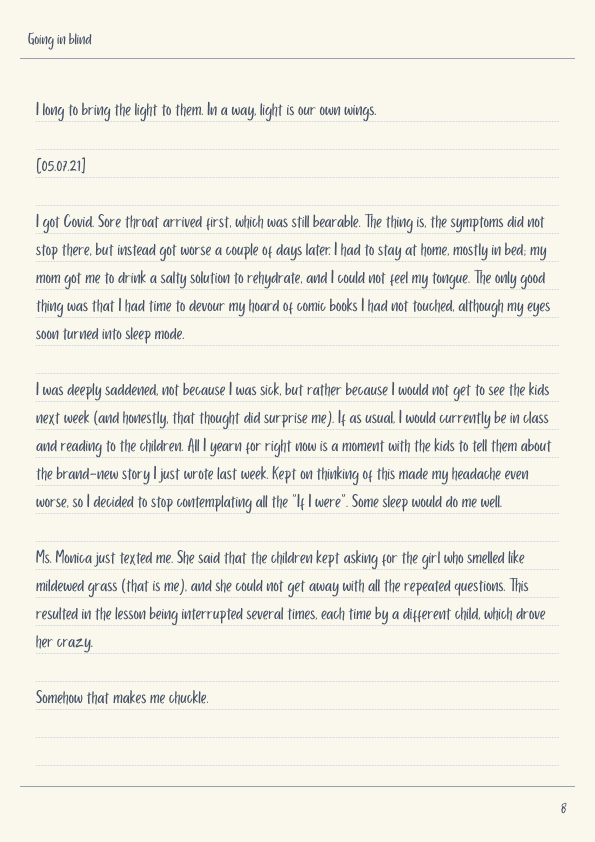 Going in blind
I long to bring the light to them. In a way, light is our own wings.
[05.07.21]
I got Covid. Sore throat arrived first, which was still bearable. The thing is, the symptoms did not
stop there, but instead got worse a couple of days later. I had to stay at home, mostly in bed; my
mom got me to drink a salty solution to rehydrate, and I could not feel my tongue. The only good
thing was that I had time to devour my hoard of comic books I had not touched, although my eyes
soon turned into sleep mode.
I was deeply saddened, not because I was sick, but rather because I would not get to see the kids
next week (and honestly, that thought did surprise me). If as usual, I would currently be in class
and reading to the children. All I yearn for right now is a moment with the kids to tell them about
the brand-new story I just wrote last week. Kept on thinking of this made my headache even
worse, so I decided to stop contemplating all the "If I were". Some sleep would do me well.
Ms. Monica just texted me. She said that the children kept asking for the girl who smelled like
mildewed grass (that is me), and she could not get away with all the repeated questions. This
resulted in the lesson being interrupted several times, each time by a different child, which drove
her crazy.
Somehow that makes me chuckle.
8